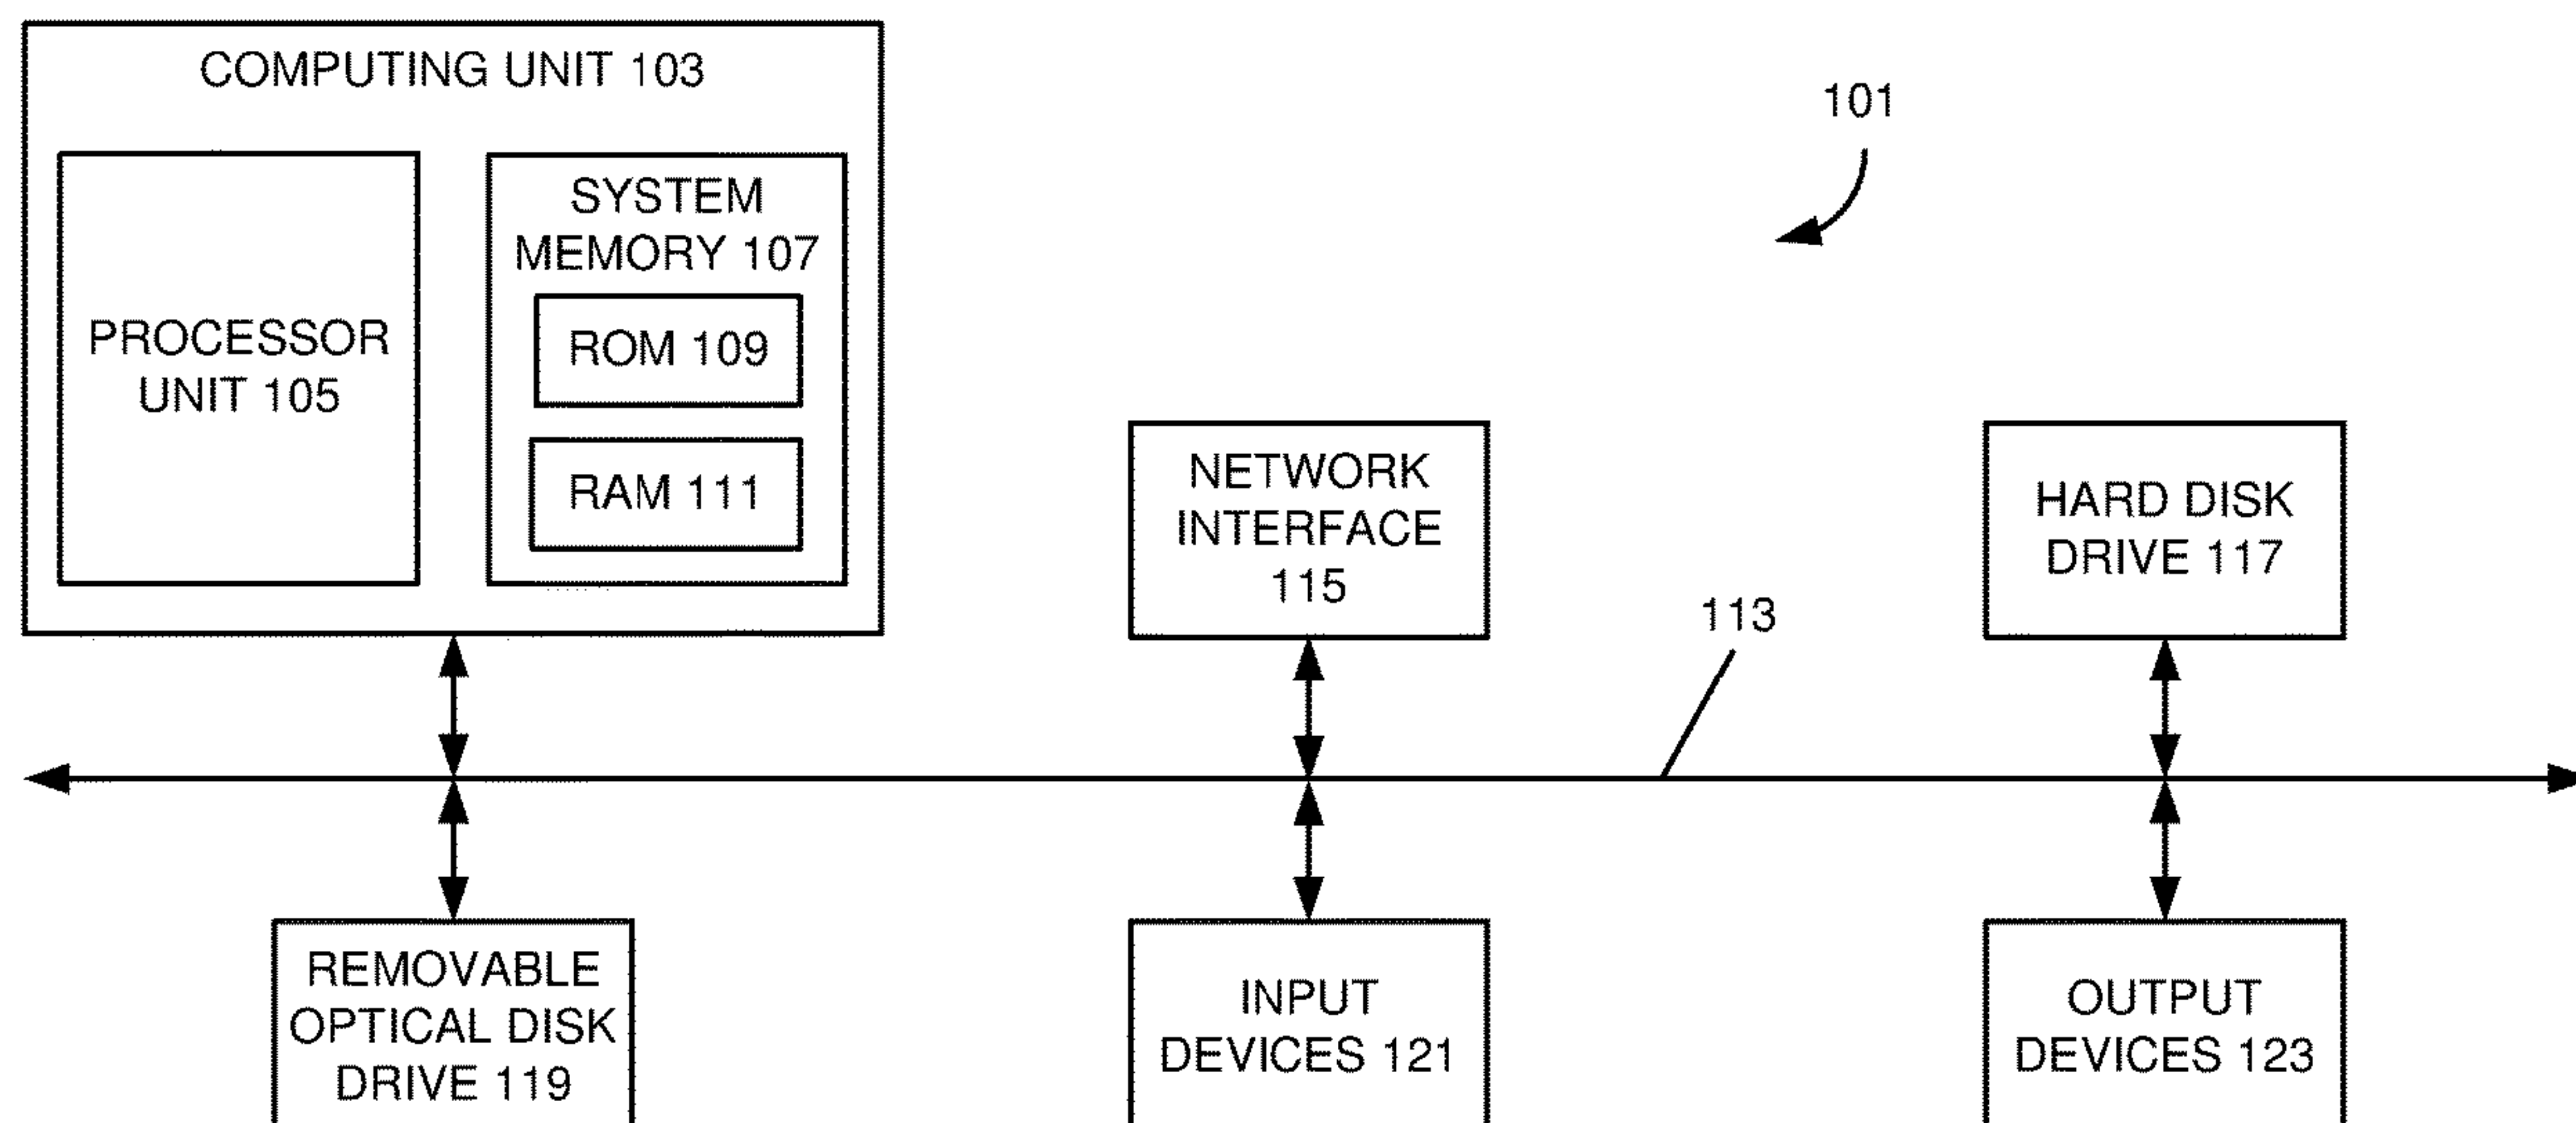 COMPUTING UNIT 103
101
PROCESSOR
UNIT 105
SYSTEM
MEMORY 107
ROM 109
RAM 111
NETWORK
INTERFACE
115
HARD DISK
DRIVE 117
113
REMOVABLE
OPTICAL DISK
DRIVE 119
INPUT
DEVICES 121
OUTPUT
DEVICES 123